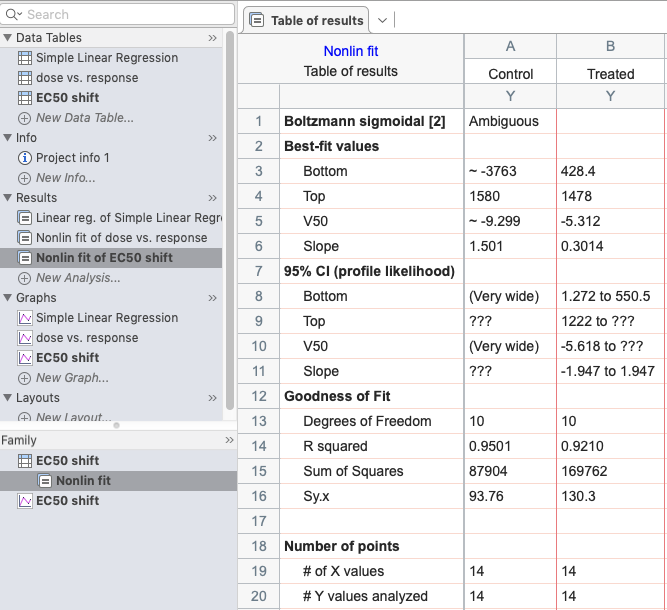 Search
Data Tables »
Simple Linear Regression
dose vs. response
EC50 shift
New Data Table...
Info »
Project info 1
New Info...
Results »
Linear reg. of Simple Linear Regre
Nonlin fit of dose vs. response
Nonlin fit of EC50 shift
New Analysis...
Graphs »
Simple Linear Regression
dose vs. response
EC50 shift
New Graph...
Layouts »
New Layout...
Family »
EC50 shift
Nonlin fit
EC50 shift
Table of results
Nonlin fit A B
Table of results Control Treated
Y Y
1 Boltzmann sigmoidal [2] Ambiguous
2 Best-fit values
3 Bottom ~ -3763 428.4
4 Top 1580 1478
5 V50 ~ -9.299 -5.312
6 Slope 1.501 0.3014
7 95% CI (profile likelihood)
8 Bottom (Very wide) 1.272 to 550.5
9 Top ??? 1222 to ???
10 V50 (Very wide) -5.618 to ???
11 Slope ??? -1.947 to 1.947
12 Goodness of Fit
13 Degrees of Freedom 10 10
14 R squared 0.9501 0.9210
15 Sum of Squares 87904 169762
16 Sy.x 93.76 130.3
17
18 Number of points
19 # of X values 14 14
20 # Y values analyzed 14 14